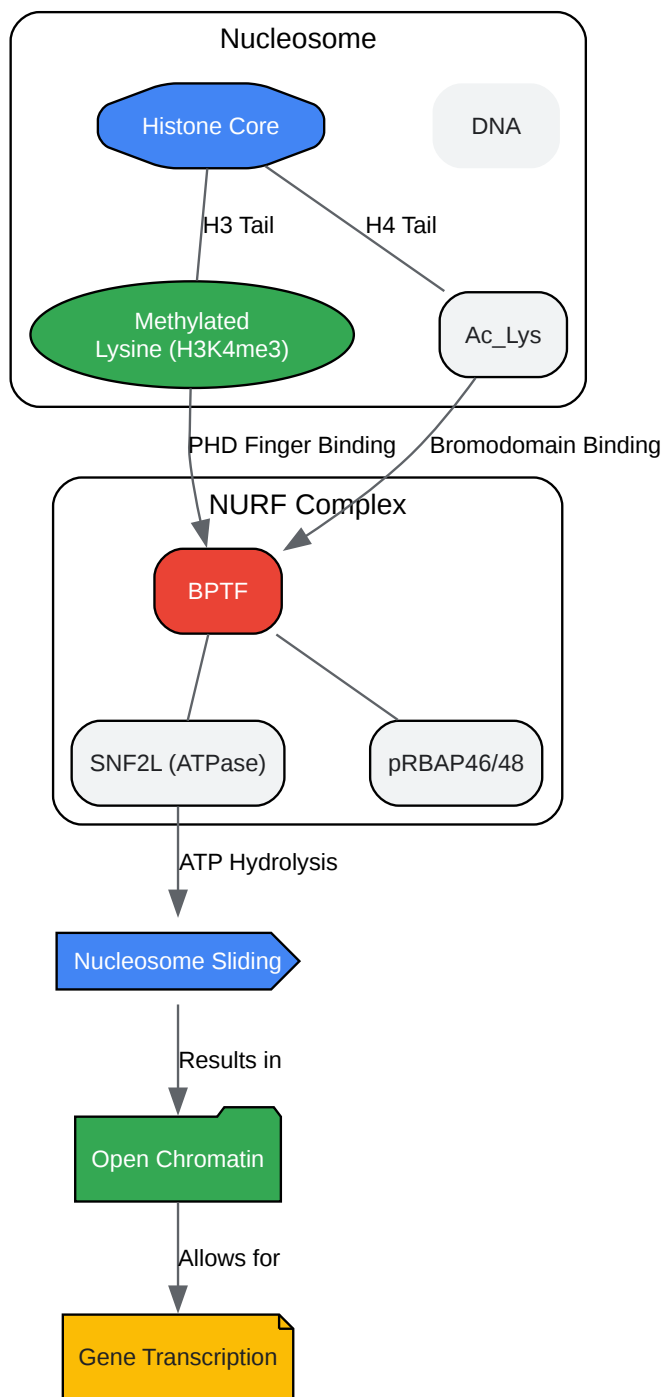 Nucleosome
Histone Core
DNA
H3 Tail
H4 Tail
Methylated
Lysine (H3K4me3)
Ac_Lys
PHD Finger Binding
Bromodomain Binding
NURF Complex
BPTF
SNF2L (ATPase)
pRBAP46/48
ATP Hydrolysis
Nucleosome Sliding
Results in
Open Chromatin
Allows for
Gene Transcription